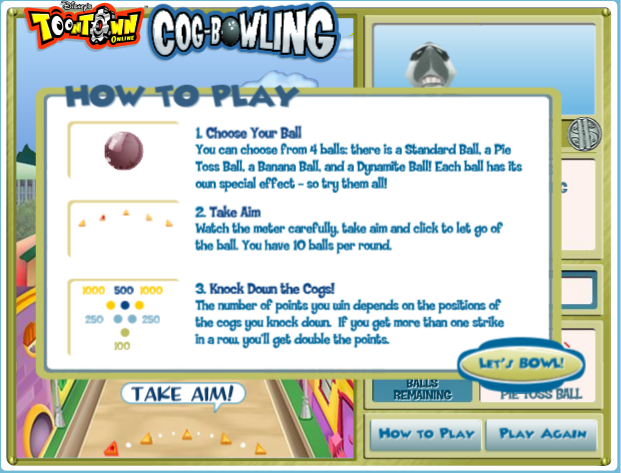 Disney's
TOONTOWN
ONLINE
COG-BOWLING
HOW TO PLAY
1. Choose Your Ball
You can choose from 4 balls: there is a Standard Ball, a Pie
Toss Ball, a Banana Ball, and a Dynamite Ball! Each ball has its
own special effect - so try them all!
2. Take Aim
Watch the meter carefully, take aim and click to let go of
the ball. You have 10 balls per round.
1000 500 1000
250 250
100
3. Knock Down the Cogs!
The number of points you win depends on the positions of
the cogs you knock down. If you get more than one strike
in a row, you'll get double the points.
LET'S BOWL!
TAKE AIM!
BALLS
REMAINING
PIE TOSS BALL
HOW TO PLAY
PLAY AGAIN